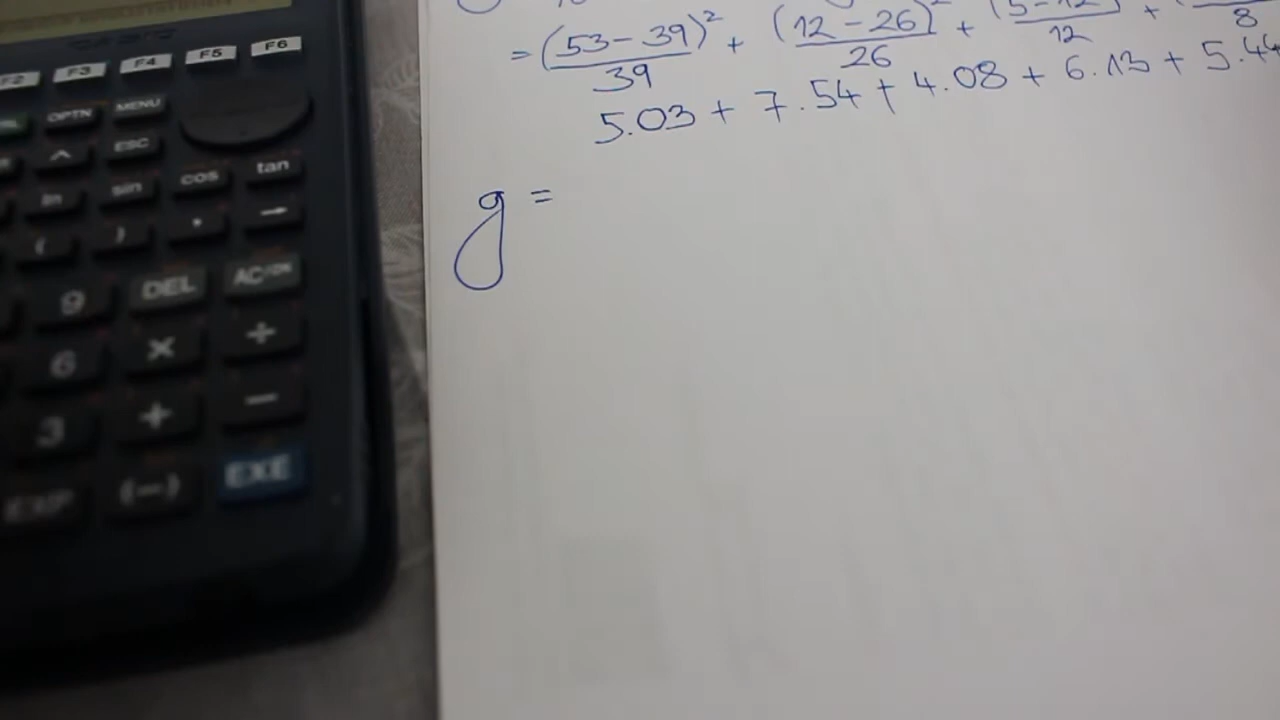 = (53 - 39)² / 39 + (12 - 26)² / 26 + (5 - 12) / 12 + / 8
5.03 + 7.54 + 4.08 + 6.13 + 5.44
g =
F2 F3 F4 F5 F6
OPTN MENU
^ ESC
ln sin cos tan
( ) , →
9 DEL AC/ON
6 × ÷
3 + −
EXP (−) EXE